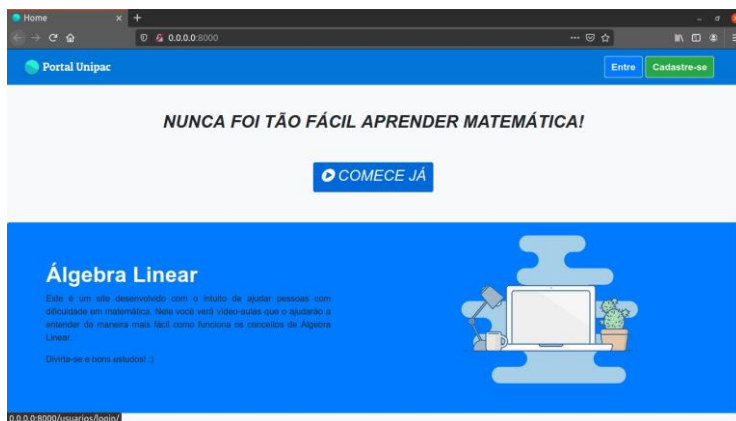 Home
0.0.0.0:8000
Portal Unipac
Entre
Cadastre-se
NUNCA FOI TÃO FÁCIL APRENDER MATEMÁTICA!
COMECE JÁ
Álgebra Linear
Este é um site desenvolvido com o intuito de ajudar pessoas com
dificuldade em matemática. Nele você verá vídeo-aulas que o ajudarão a
entender da maneira mais fácil como funciona os conceitos de Álgebra
Linear.
Divirta-se e bons estudos! :)
0.0.0.0:8000/usuarios/login/